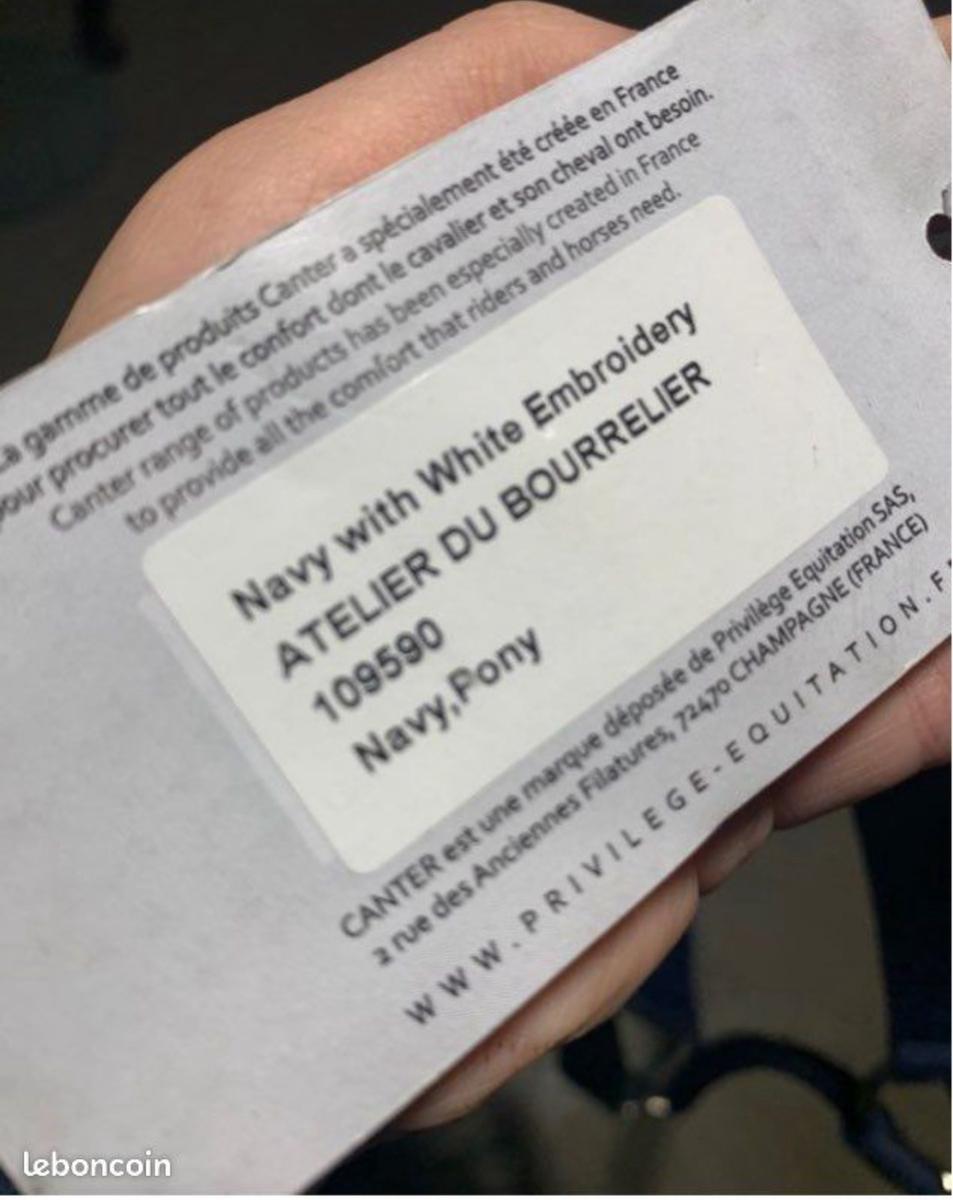 La gamme de produits Canter a spécialement été créée en France
pour procurer tout le confort dont le cavalier et son cheval ont besoin.
Canter range of products has been especially created in France
to provide all the comfort that riders and horses need.
Navy with White Embroidery
ATELIER DU BOURRELIER
109590
Navy,Pony
CANTER est une marque déposée de Privilège Equitation SAS,
2 rue des Anciennes Filatures, 72470 CHAMPAGNE (FRANCE)
WWW.PRIVILEGE-EQUITATION.F
leboncoin